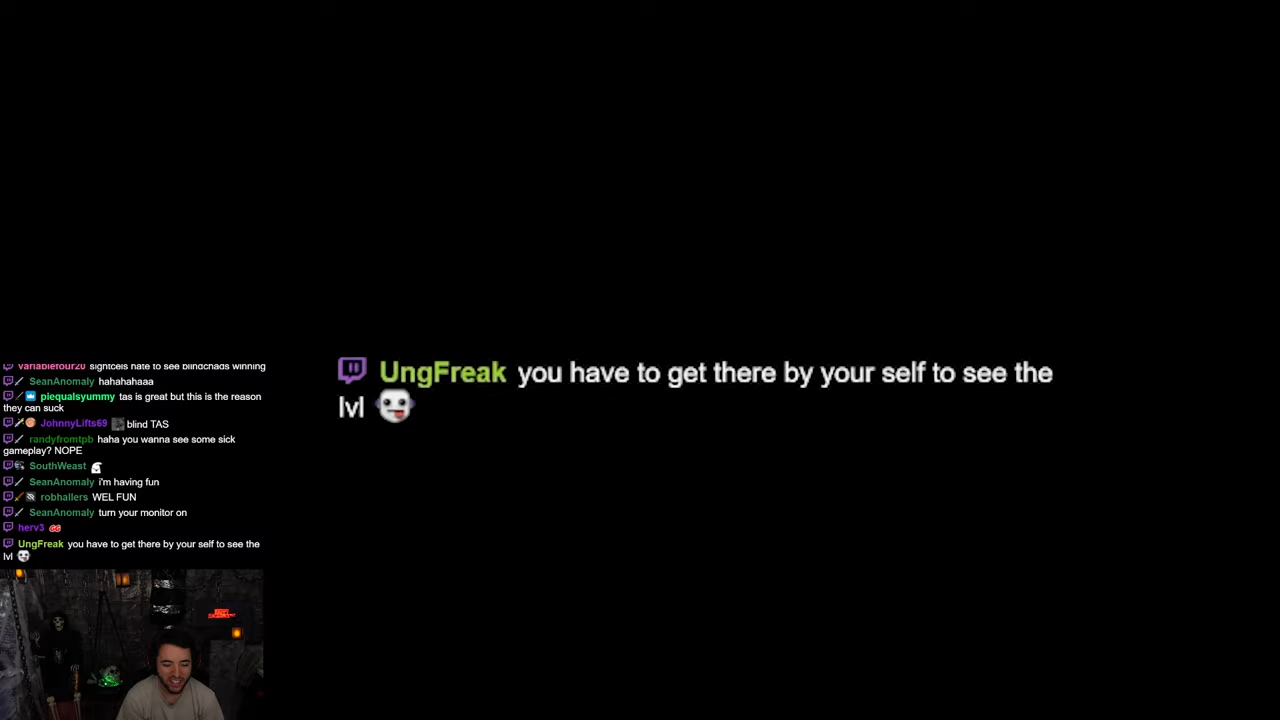 variablefour20 sightcels hate to see blindchads winning
SeanAnomaly hahahahaaa
piequalsyummy tas is great but this is the reason
they can suck
JohnnyLifts69 blind TAS
randyfromtpb haha you wanna see some sick
gameplay? NOPE
SouthWeast
SeanAnomaly i'm having fun
robhallers WEL FUN
SeanAnomaly turn your monitor on
herv3 GG
UngFreak you have to get there by your self to see the
lvl
UngFreak you have to get there by your self to see the
lvl